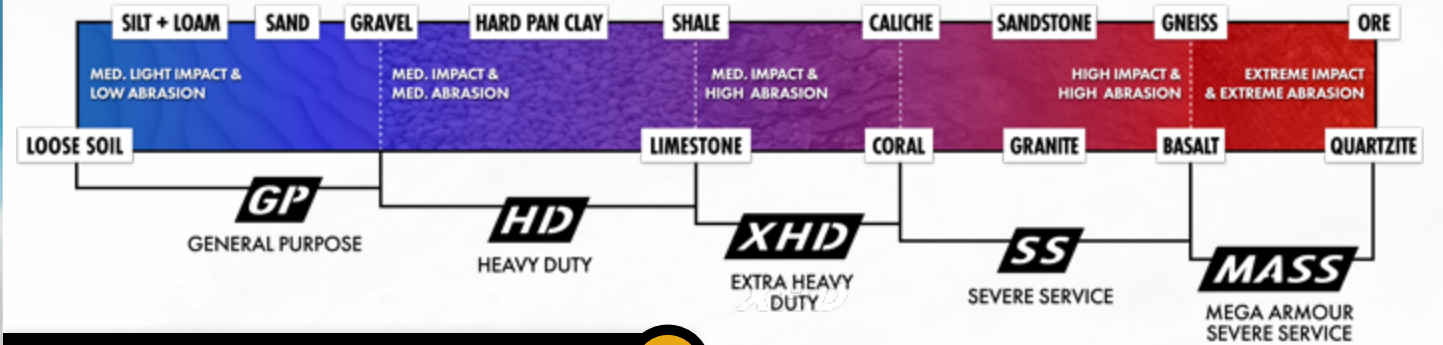 SILT + LOAM
SAND
GRAVEL
HARD PAN CLAY
SHALE
CALICHE
SANDSTONE
GNEISS
ORE
MED. LIGHT IMPACT &
LOW ABRASION
MED. IMPACT &
MED. ABRASION
MED. IMPACT &
HIGH ABRASION
HIGH IMPACT &
HIGH ABRASION
EXTREME IMPACT
& EXTREME ABRASION
LOOSE SOIL
LIMESTONE
CORAL
GRANITE
BASALT
QUARTZITE
GP
GENERAL PURPOSE
HD
HEAVY DUTY
XHD
EXTRA HEAVY
DUTY
SS
SEVERE SERVICE
MASS
MEGA ARMOUR
SEVERE SERVICE